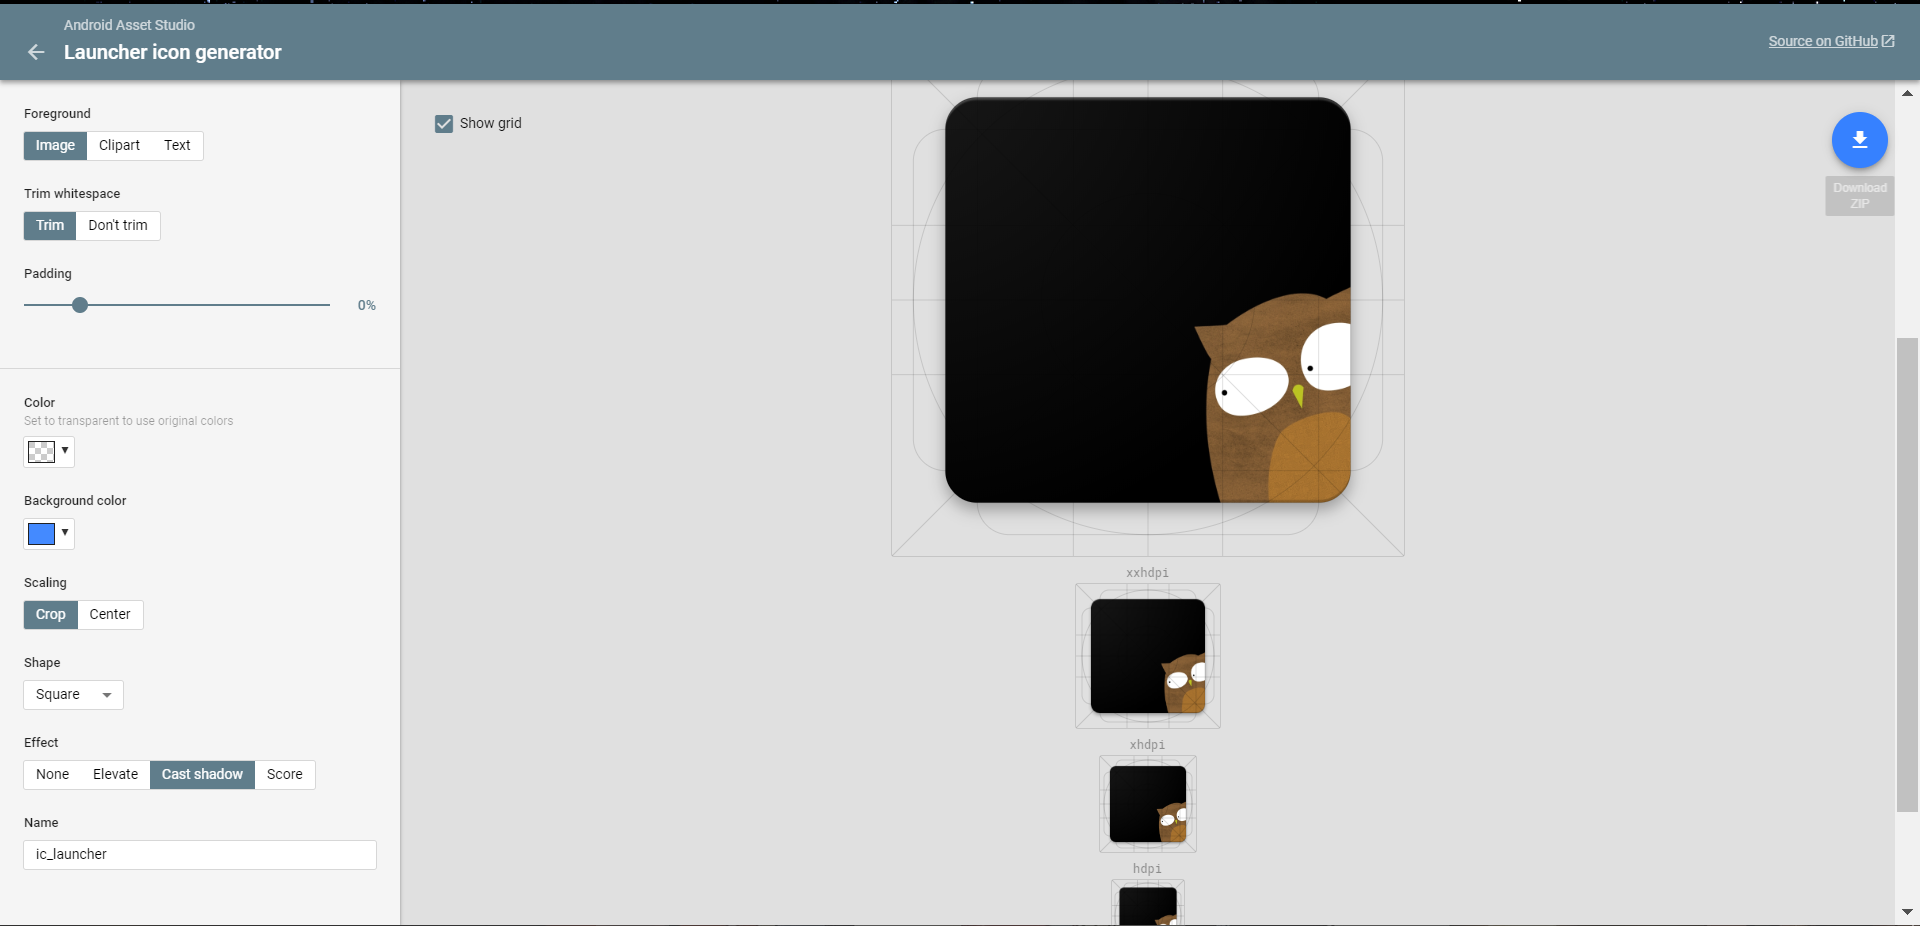 Android Asset Studio
Launcher icon generator
Source on GitHub
Foreground
Image Clipart Text
Trim whitespace
Trim Don't trim
Padding
0%
Color
Set to transparent to use original colors
Background color
Scaling
Crop Center
Shape
Square
Effect
None Elevate Cast shadow Score
Name
ic_launcher
Show grid
Download
ZIP
xxhdpi
xhdpi
hdpi